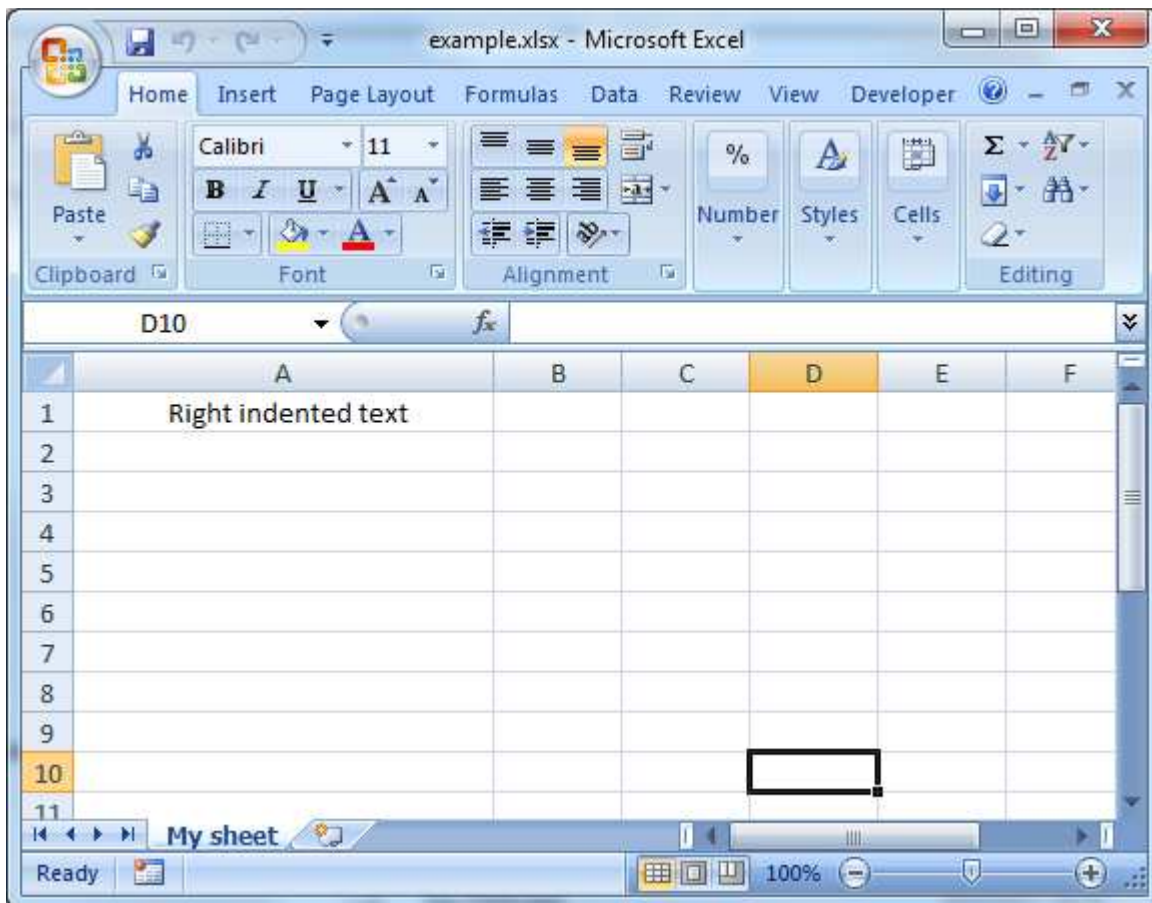 example.xlsx - Microsoft Excel
Home Insert Page Layout Formulas Data Review View Developer
Calibri 11
B I U A A
Paste
% A
Number Styles Cells
Σ A Z
Clipboard Font Alignment Editing
D10 fx
A B C D E F
1 Right indented text
2
3
4
5
6
7
8
9
10
11
My sheet
Ready 100%